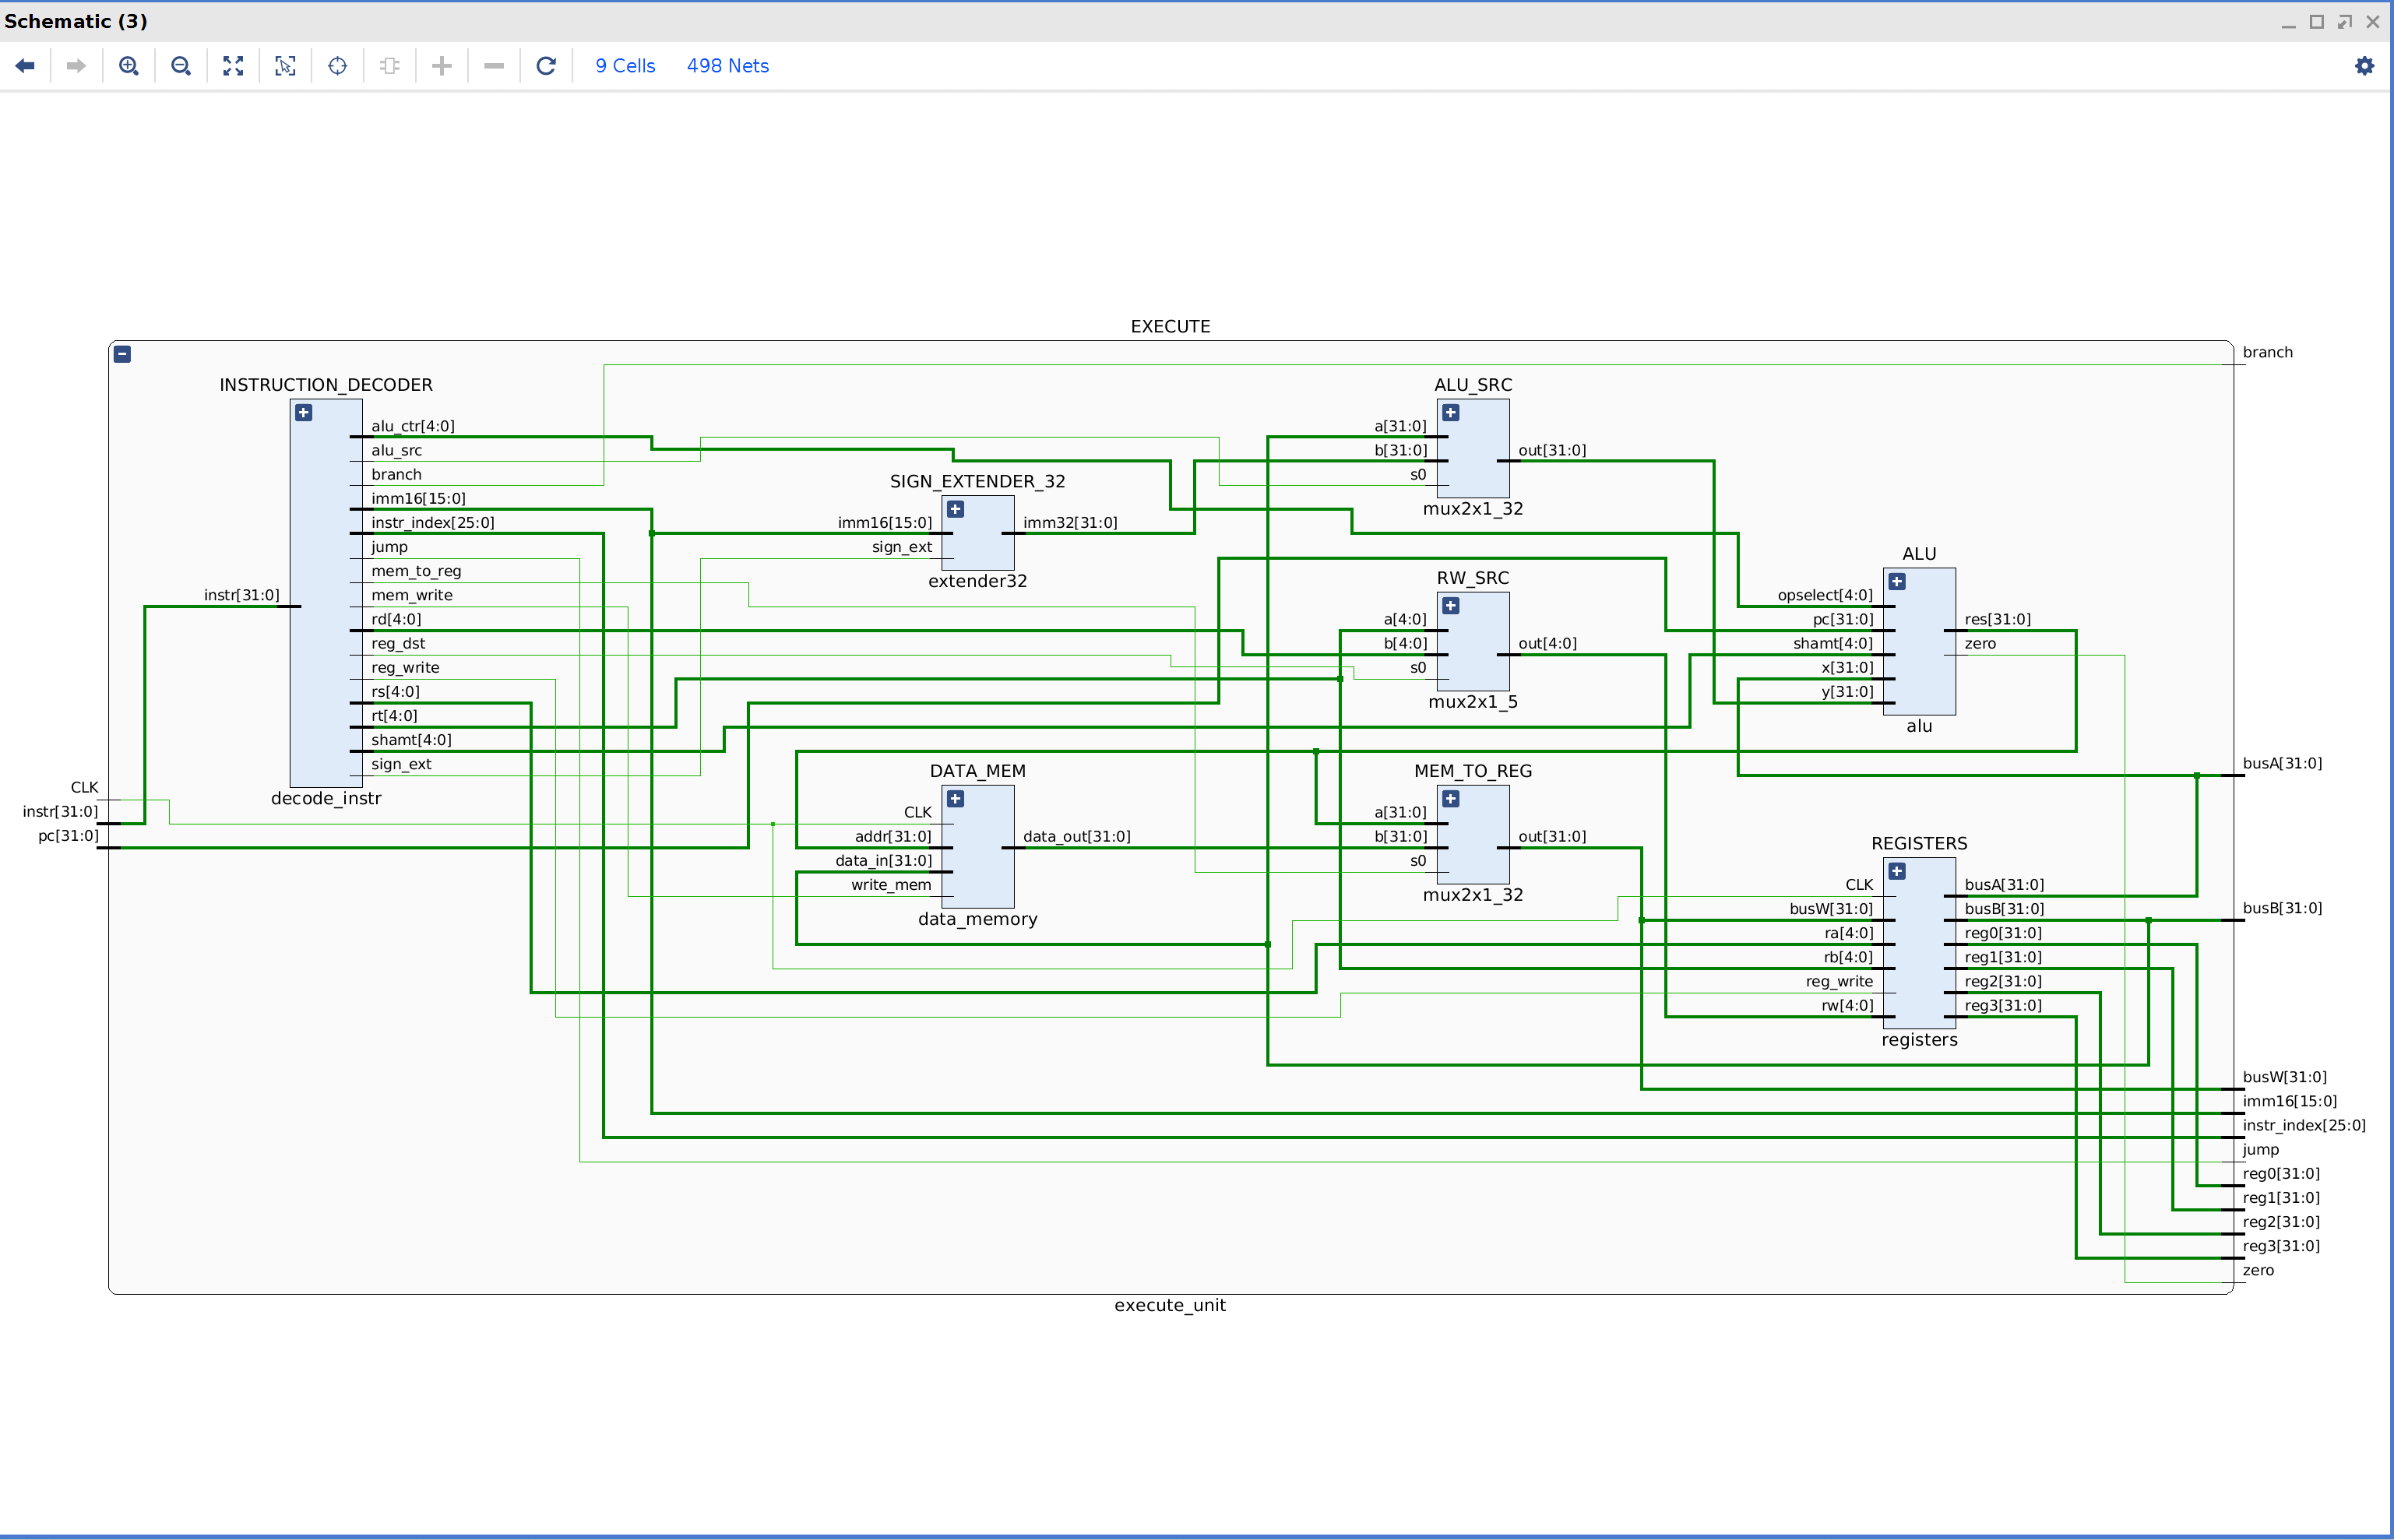 Schematic (3)
9 Cells 498 Nets
EXECUTE
branch
INSTRUCTION_DECODER
alu_ctr[4:0]
alu_src
branch
imm16[15:0]
instr_index[25:0]
jump
mem_to_reg
mem_write
rd[4:0]
reg_dst
reg_write
rs[4:0]
rt[4:0]
shamt[4:0]
sign_ext
instr[31:0]
decode_instr
CLK
instr[31:0]
pc[31:0]
SIGN_EXTENDER_32
imm16[15:0]
sign_ext
imm32[31:0]
extender32
DATA_MEM
CLK
addr[31:0]
data_in[31:0]
write_mem
data_out[31:0]
data_memory
ALU_SRC
a[31:0]
b[31:0]
s0
out[31:0]
mux2x1_32
RW_SRC
a[4:0]
b[4:0]
s0
out[4:0]
mux2x1_5
MEM_TO_REG
a[31:0]
b[31:0]
s0
out[31:0]
mux2x1_32
ALU
opselect[4:0]
pc[31:0]
shamt[4:0]
x[31:0]
y[31:0]
res[31:0]
zero
alu
REGISTERS
CLK
busW[31:0]
ra[4:0]
rb[4:0]
reg_write
rw[4:0]
busA[31:0]
busB[31:0]
reg0[31:0]
reg1[31:0]
reg2[31:0]
reg3[31:0]
registers
busA[31:0]
busB[31:0]
busW[31:0]
imm16[15:0]
instr_index[25:0]
jump
reg0[31:0]
reg1[31:0]
reg2[31:0]
reg3[31:0]
zero
execute_unit